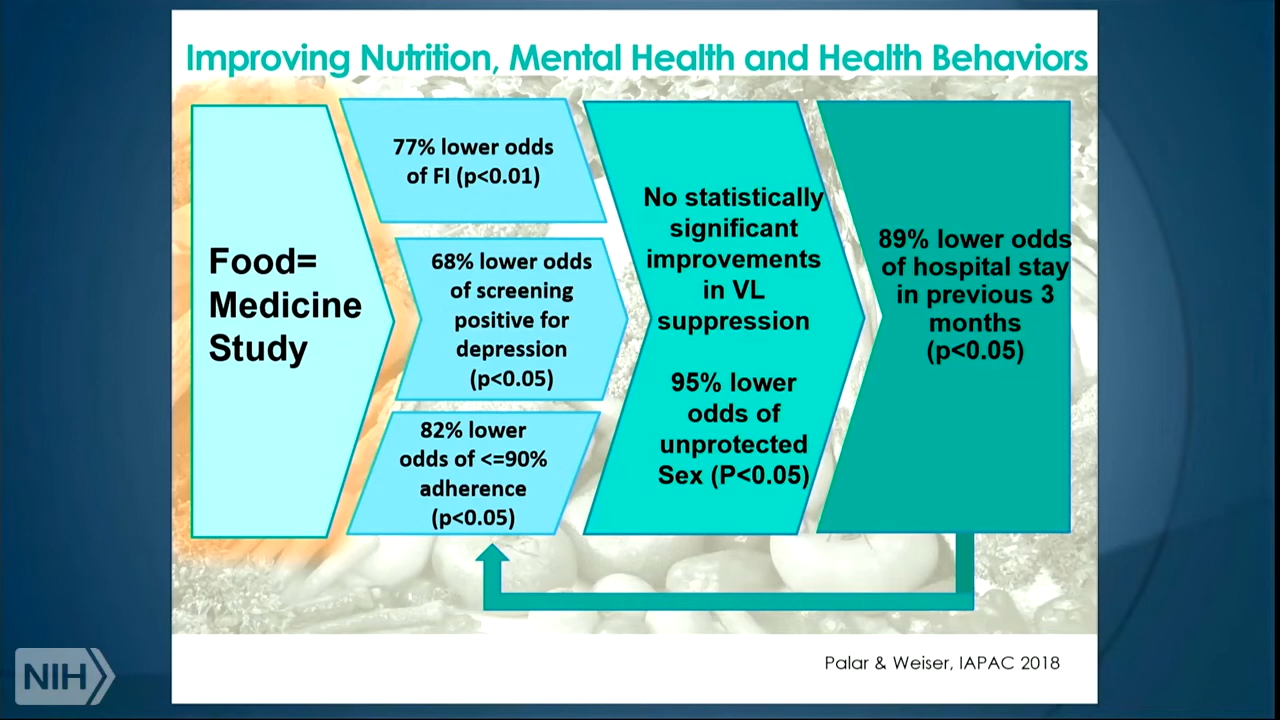 Improving Nutrition, Mental Health and Health Behaviors
Food=
Medicine
Study
77% lower odds
of FI (p<0.01)
68% lower odds
of screening
positive for
depression
(p<0.05)
82% lower
odds of <=90%
adherence
(p<0.05)
No statistically
significant
improvements
in VL
suppression
95% lower
odds of
unprotected
Sex (P<0.05)
89% lower odds
of hospital stay
in previous 3
months
(p<0.05)
Palar & Weiser, IAPAC 2018
NIH